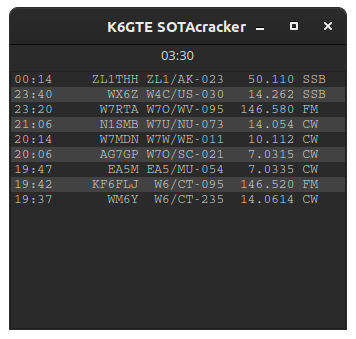 K6GTE SOTAcracker
03:30
00:14 ZL1THH ZL1/AK-023 50.110 SSB
23:40 WX6Z W4C/US-030 14.262 SSB
23:20 W7RTA W7O/WV-095 146.580 FM
21:06 N1SMB W7U/NU-073 14.054 CW
20:14 W7MDN W7W/WE-011 10.112 CW
20:06 AG7GP W7O/SC-021 7.0315 CW
19:47 EA5M EA5/MU-054 7.0335 CW
19:42 KF6FLJ W6/CT-095 146.520 FM
19:37 WM6Y W6/CT-235 14.0614 CW